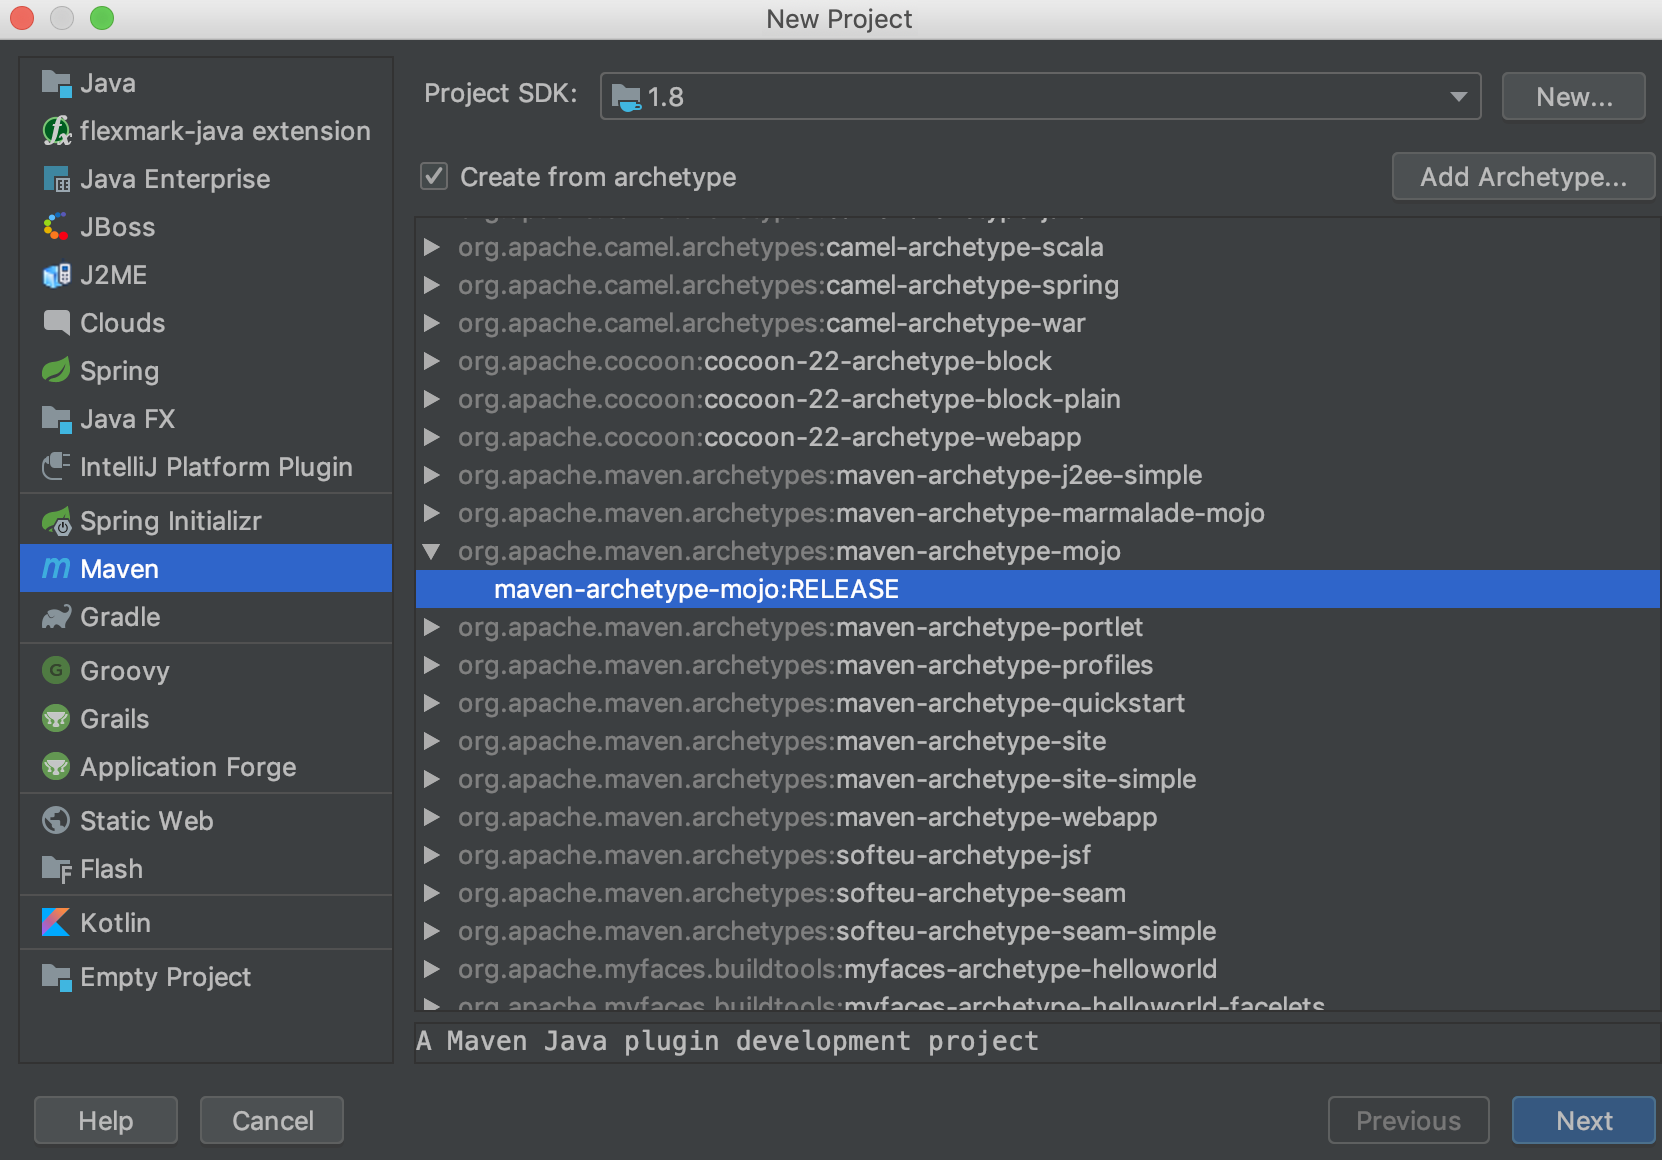 New Project
Java
flexmark-java extension
Java Enterprise
JBoss
J2ME
Clouds
Spring
Java FX
IntelliJ Platform Plugin
Spring Initializr
Maven
Gradle
Groovy
Grails
Application Forge
Static Web
Flash
Kotlin
Empty Project
Project SDK: 1.8 New...
Create from archetype Add Archetype...
org.apache.camel.archetypes:camel-archetype-scala
org.apache.camel.archetypes:camel-archetype-spring
org.apache.camel.archetypes:camel-archetype-war
org.apache.cocoon:cocoon-22-archetype-block
org.apache.cocoon:cocoon-22-archetype-block-plain
org.apache.cocoon:cocoon-22-archetype-webapp
org.apache.maven.archetypes:maven-archetype-j2ee-simple
org.apache.maven.archetypes:maven-archetype-marmalade-mojo
org.apache.maven.archetypes:maven-archetype-mojo
maven-archetype-mojo:RELEASE
org.apache.maven.archetypes:maven-archetype-portlet
org.apache.maven.archetypes:maven-archetype-profiles
org.apache.maven.archetypes:maven-archetype-quickstart
org.apache.maven.archetypes:maven-archetype-site
org.apache.maven.archetypes:maven-archetype-site-simple
org.apache.maven.archetypes:maven-archetype-webapp
org.apache.maven.archetypes:softeu-archetype-jsf
org.apache.maven.archetypes:softeu-archetype-seam
org.apache.maven.archetypes:softeu-archetype-seam-simple
org.apache.myfaces.buildtools:myfaces-archetype-helloworld
org.apache.myfaces.buildtools:myfaces-archetype-helloworld-facelets
A Maven Java plugin development project
Help Cancel Previous Next